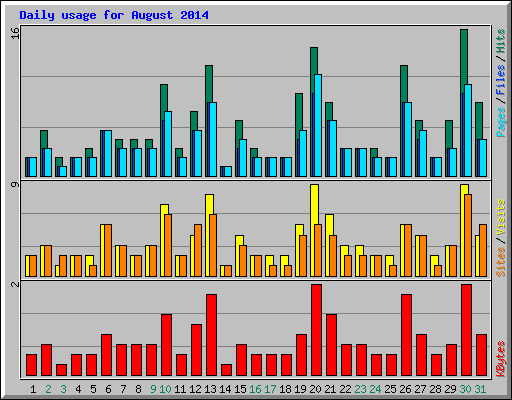 Daily usage for August 2014
16
Pages / Files / Hits
9
Sites / Visits
2
KBytes
1 2 3 4 5 6 7 8 9 10 11 12 13 14 15 16 17 18 19 20 21 22 23 24 25 26 27 28 29 30 31